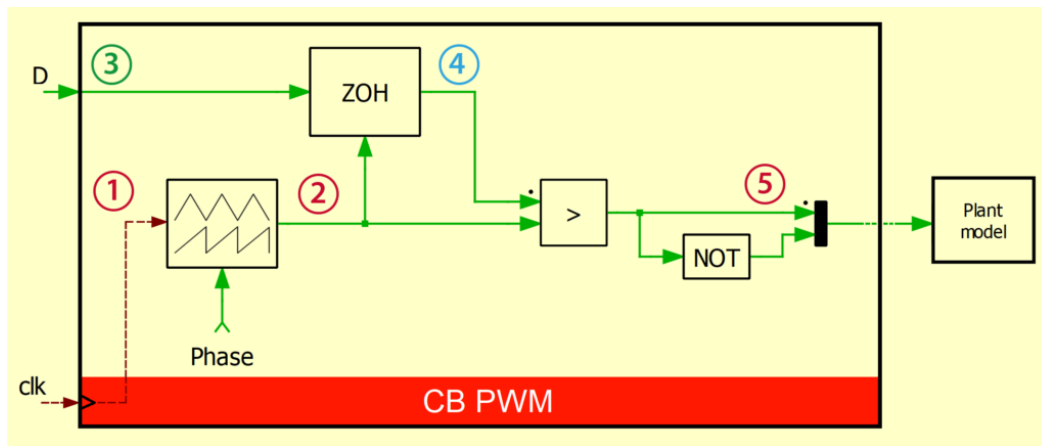 ③
④
D
ZOH
①
②
⑤
>
Plant
model
NOT
Phase
clk
CB PWM